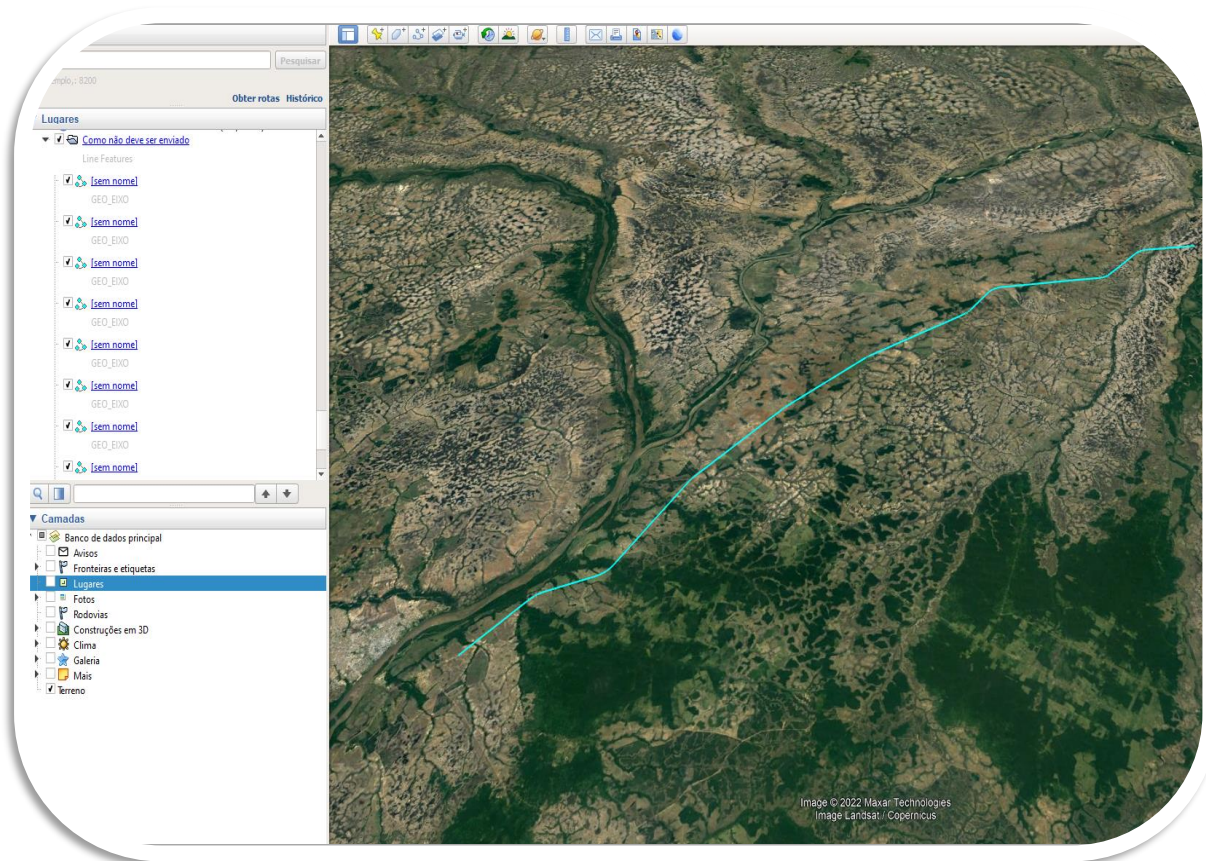 Pesquisar
8200
Obter rotas Histórico
Lugares
Como não deve ser enviado
Line Features
[sem nome]
GEO_EIXO
[sem nome]
GEO_EIXO
[sem nome]
GEO_EIXO
[sem nome]
GEO_EIXO
[sem nome]
GEO_EIXO
[sem nome]
GEO_EIXO
[sem nome]
GEO_EIXO
[sem nome]
Camadas
Banco de dados principal
Avisos
Fronteiras e etiquetas
Lugares
Fotos
Rodovias
Construções em 3D
Clima
Galeria
Mais
Terreno
Image © 2022 Maxar Technologies
Image Landsat / Copernicus